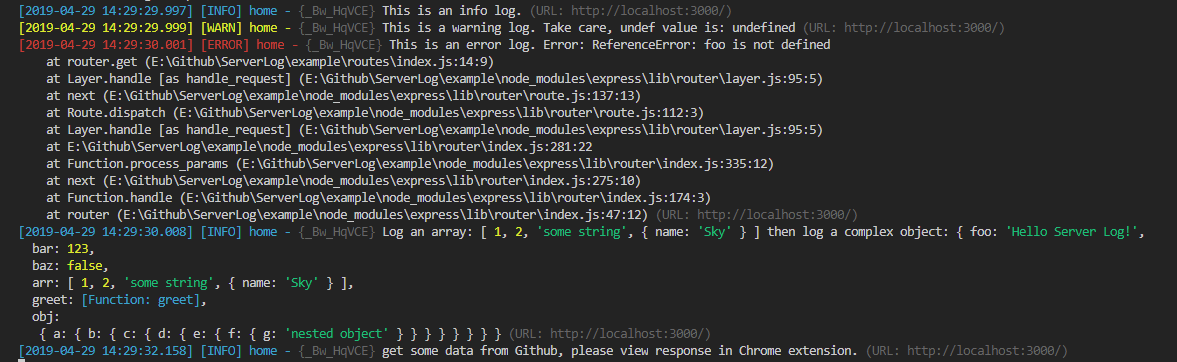 [2019-04-29 14:29:29.997] [INFO] home - {_Bw_HqVCE} This is an info log. (URL: http://localhost:3000/)
[2019-04-29 14:29:29.999] [WARN] home - {_Bw_HqVCE} This is a warning log. Take care, undef value is: undefined (URL: http://localhost:3000/)
[2019-04-29 14:29:30.001] [ERROR] home - {_Bw_HqVCE} This is an error log. Error: ReferenceError: foo is not defined
    at router.get (E:\Github\ServerLog\example\routes\index.js:14:9)
    at Layer.handle [as handle_request] (E:\Github\ServerLog\example\node_modules\express\lib\router\layer.js:95:5)
    at next (E:\Github\ServerLog\example\node_modules\express\lib\router\route.js:137:13)
    at Route.dispatch (E:\Github\ServerLog\example\node_modules\express\lib\router\route.js:112:3)
    at Layer.handle [as handle_request] (E:\Github\ServerLog\example\node_modules\express\lib\router\layer.js:95:5)
    at E:\Github\ServerLog\example\node_modules\express\lib\router\index.js:281:22
    at Function.process_params (E:\Github\ServerLog\example\node_modules\express\lib\router\index.js:335:12)
    at next (E:\Github\ServerLog\example\node_modules\express\lib\router\index.js:275:10)
    at Function.handle (E:\Github\ServerLog\example\node_modules\express\lib\router\index.js:174:3)
    at router (E:\Github\ServerLog\example\node_modules\express\lib\router\index.js:47:12) (URL: http://localhost:3000/)
[2019-04-29 14:29:30.008] [INFO] home - {_Bw_HqVCE} Log an array: [ 1, 2, 'some string', { name: 'Sky' } ] then log a complex object: { foo: 'Hello Server Log!',
  bar: 123,
  baz: false,
  arr: [ 1, 2, 'some string', { name: 'Sky' } ],
  greet: [Function: greet],
  obj:
   { a: { b: { c: { d: { e: { f: { g: 'nested object' } } } } } } } } (URL: http://localhost:3000/)
[2019-04-29 14:29:32.158] [INFO] home - {_Bw_HqVCE} get some data from Github, please view response in Chrome extension. (URL: http://localhost:3000/)